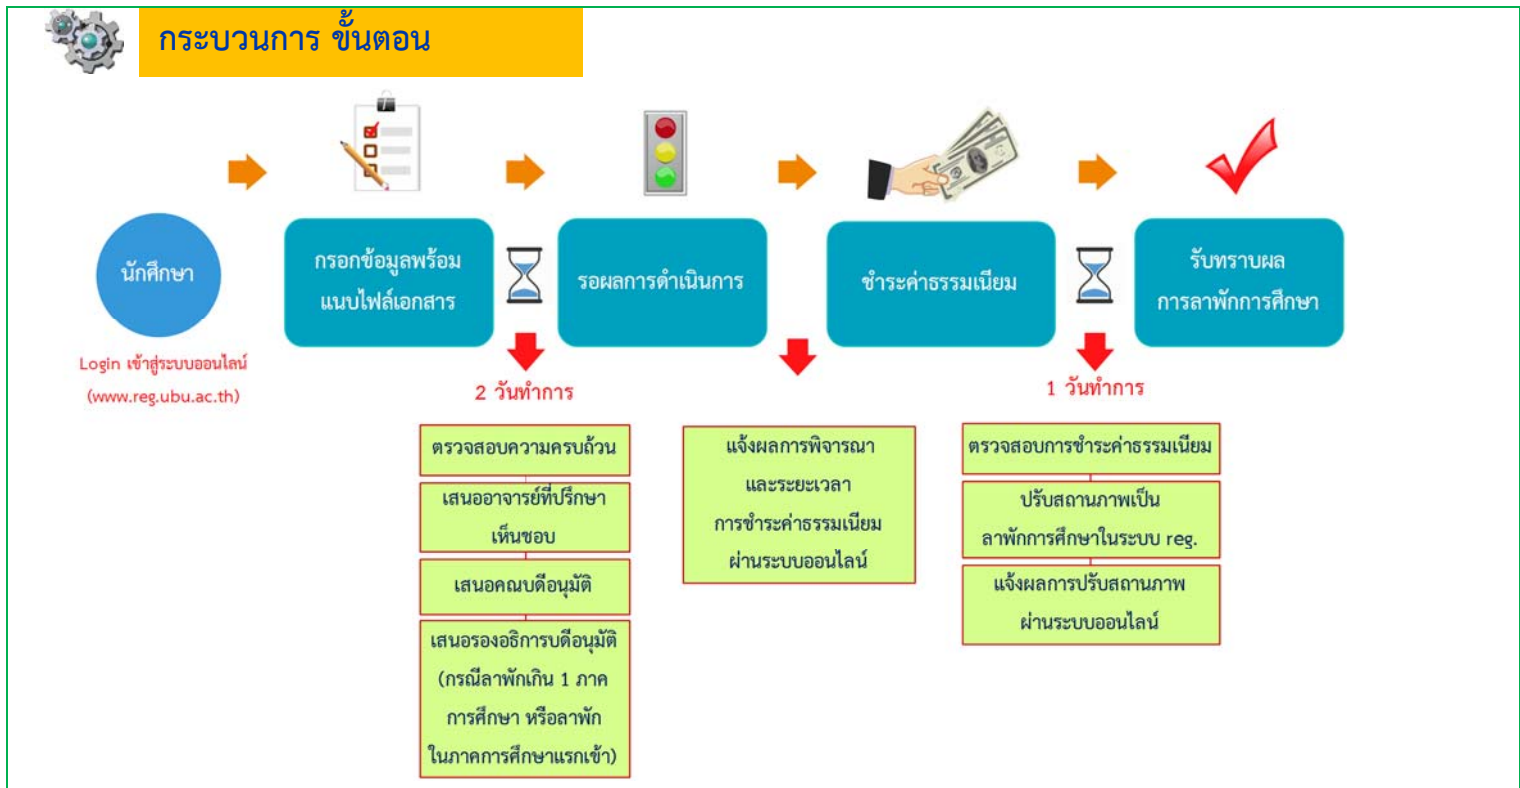 กระบวนการ ขั้นตอน
นักศึกษา
Login เข้าสู่ระบบออนไลน์
(www.reg.ubu.ac.th)
กรอกข้อมูลพร้อม
แนบไฟล์เอกสาร
รอผลการดำเนินการ
ชำระค่าธรรมเนียม
รับทราบผล
การลาพักการศึกษา
2 วันทำการ
ตรวจสอบความครบถ้วน
เสนออาจารย์ที่ปรึกษา
เห็นชอบ
เสนอคณบดีอนุมัติ
เสนอรองอธิการบดีอนุมัติ
(กรณีลาพักเกิน 1 ภาค
การศึกษา หรือลาพัก
ในภาคการศึกษาแรกเข้า)
แจ้งผลการพิจารณา
และระยะเวลา
การชำระค่าธรรมเนียม
ผ่านระบบออนไลน์
1 วันทำการ
ตรวจสอบการชำระค่าธรรมเนียม
ปรับสถานภาพเป็น
ลาพักการศึกษาในระบบ reg.
แจ้งผลการปรับสถานภาพ
ผ่านระบบออนไลน์